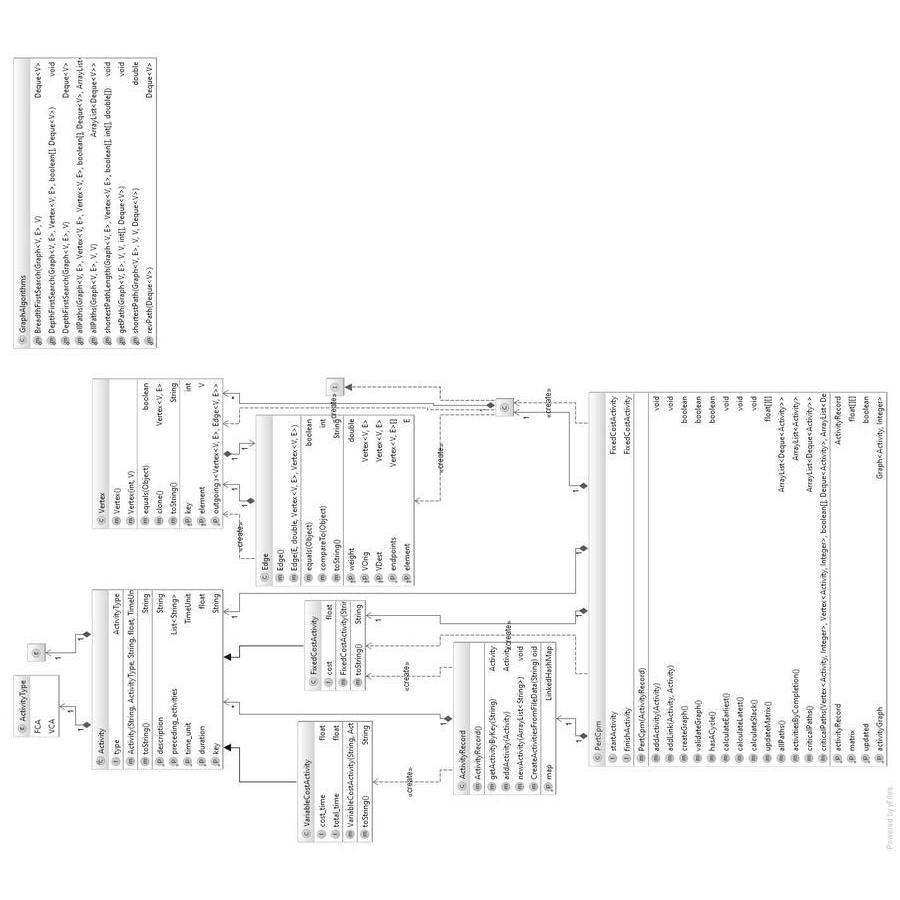 GraphAlgorithms
BreadthFirstSearch(Graph<V, E>, V) Deque<V>
DepthFirstSearch(Graph<V, E>, Vertex<V, E>, boolean[], Deque<V>) void
DepthFirstSearch(Graph<V, E>, V) Deque<V>
allPaths(Graph<V, E>, Vertex<V, E>, Vertex<V, E>, boolean[], Deque<V>, ArrayList<
allPaths(Graph<V, E>, V, V) ArrayList<Deque<V>>
shortestPathLength(Graph<V, E>, Vertex<V, E>, boolean[], int[], double[]) void
getPath(Graph<V, E>, V, V, int[], Deque<V>) void
shortestPath(Graph<V, E>, V, V, Deque<V>) double
revPath(Deque<V>) Deque<V>
Vertex
Vertex()
Vertex(int, V)
equals(Object) boolean
clone() Vertex<V, E>
toString() String
key int
element V
outgoing><Vertex<V, E>, Edge<V, E>>
Edge
Edge()
Edge(E, double, Vertex<V, E>, Vertex<V, E>)
equals(Object) boolean
compareTo(Object) int
toString() String
weight double
VOrig Vertex<V, E>
VDest Vertex<V, E>
endpoints Vertex<V, E>[]
element E
ActivityType
FCA
VCA
Activity
type ActivityType
Activity(String, ActivityType, String, float, TimeUn
toString() String
description String
preceding_activities List<String>
time_unit TimeUnit
duration float
key String
FixedCostActivity
cost float
FixedCostActivity(Strir
toString() String
VariableCostActivity
cost_time float
total_time float
VariableCostActivity(String, Act
toString() String
ActivityRecord
ActivityRecord()
getActivityByKey(String) Activity
addActivity(Activity) Activity
newActivity(ArrayList<String>) void
CreateActivitiesFromFileData(String) oid
map LinkedHashMap
PertCpm
startActivity FixedCostActivity
finishActivity FixedCostActivity
PertCpm(ActivityRecord)
addActivity(Activity) void
addLink(Activity, Activity) void
createGraph() boolean
validateGraph() boolean
hasACycle() boolean
calculateEarliest() void
calculateLatest() void
calculateSlack() void
updateMatrix() float[][]
allPaths() ArrayList<Deque<Activity>>
activitiesByCompletion() ArrayList<Activity>
criticalPaths() ArrayList<Deque<Activity>>
criticalPaths(Vertex<Activity, Integer>, Vertex<Activity, Integer>, boolean[], Deque<Activity>, ArrayList<De
activityRecord ActivityRecord
matrix float[][]
updated boolean
activityGraph Graph<Activity, Integer>
«create»
«create»
«create»
«create»
«create»
«create»
«create»
Powered by yFiles